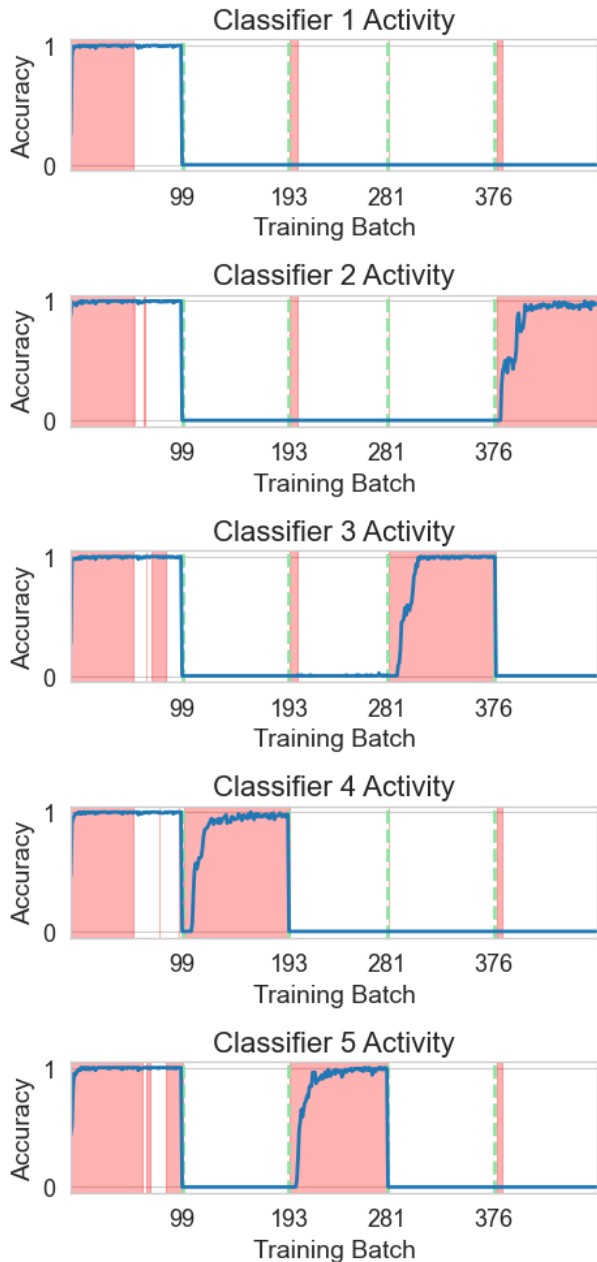 Classifier 1 Activity
1
Accuracy
0
99 193 281 376
Training Batch
Classifier 2 Activity
1
Accuracy
0
99 193 281 376
Training Batch
Classifier 3 Activity
1
Accuracy
0
99 193 281 376
Training Batch
Classifier 4 Activity
1
Accuracy
0
99 193 281 376
Training Batch
Classifier 5 Activity
1
Accuracy
0
99 193 281 376
Training Batch